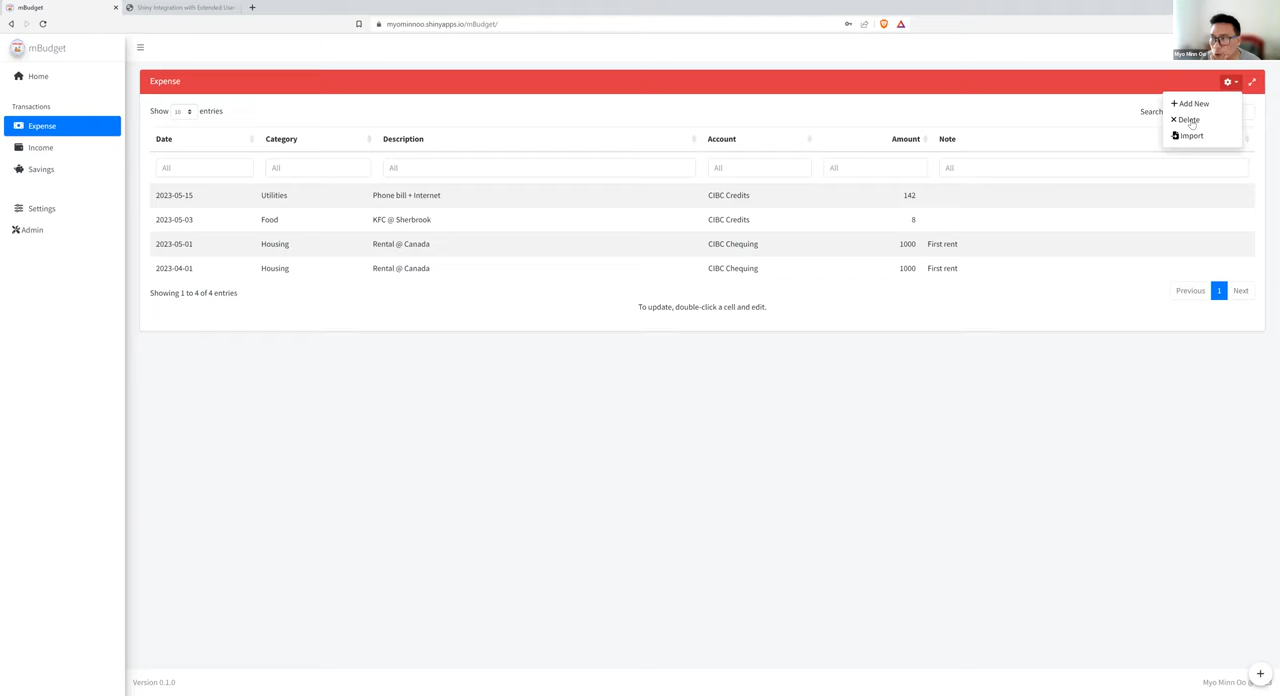 mBudget
Shiny Integration with Extended User
myominnoo.shinyapps.io/mBudget/
Myo Minn Oo
mBudget
Home
Transactions
Expense
Income
Savings
Settings
Admin
Expense
Add New
Delete
Import
Show 10 entries
Search
Date Category Description Account Amount Note
All All All All All All
2023-05-15 Utilities Phone bill + Internet CIBC Credits 142
2023-05-03 Food KFC @ Sherbrook CIBC Credits 8
2023-05-01 Housing Rental @ Canada CIBC Chequing 1000 First rent
2023-04-01 Housing Rental @ Canada CIBC Chequing 1000 First rent
Showing 1 to 4 of 4 entries
Previous 1 Next
To update, double-click a cell and edit.
Version 0.1.0
Myo Minn Oo @